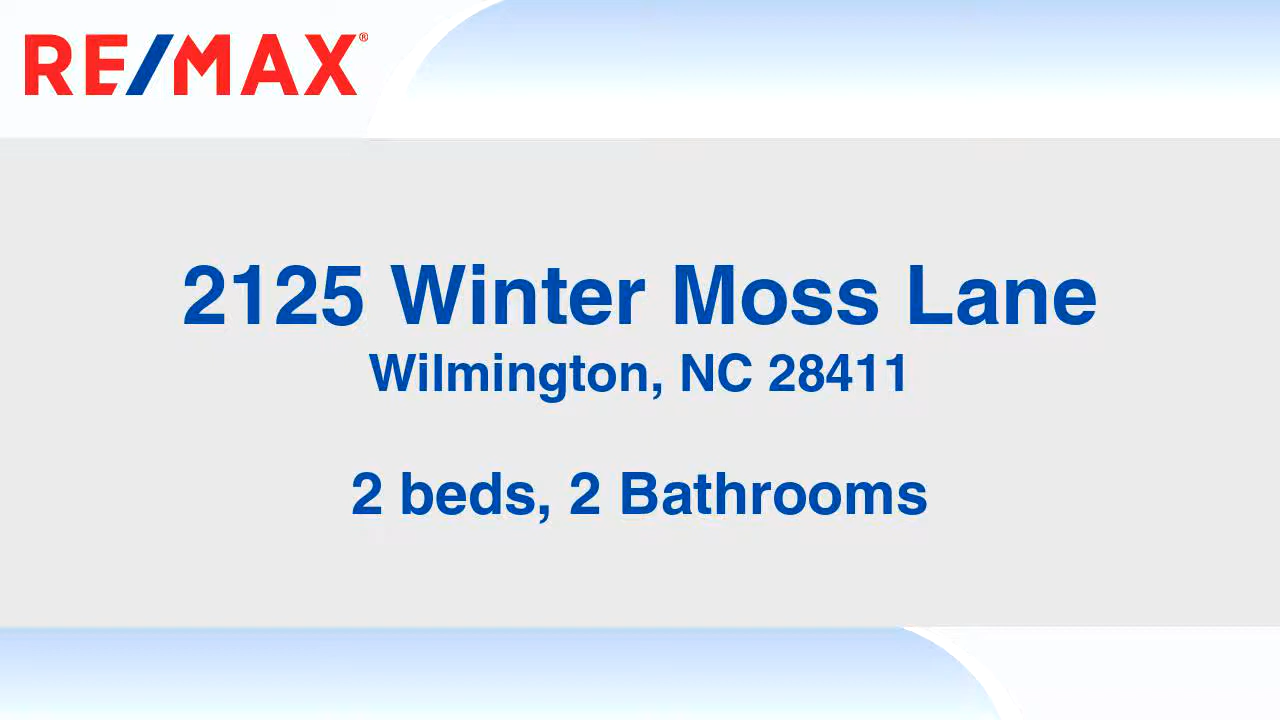 RE/MAX®
2125 Winter Moss Lane
Wilmington, NC 28411
2 beds, 2 Bathrooms